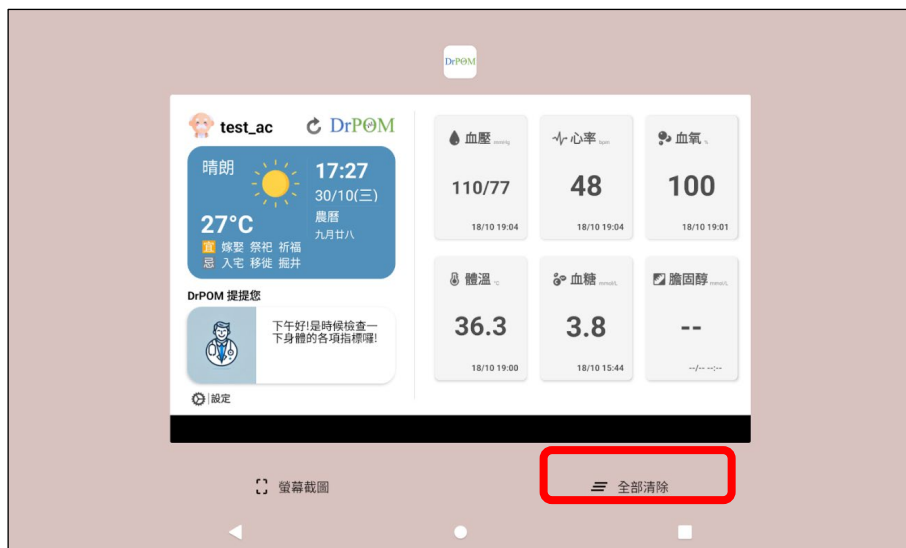 DrPOM
test_ac
DrPOM
晴朗
17:27
30/10(三)
27°C
農曆
九月廿八
宜 嫁娶 祭祀 祈福
忌 入宅 移徙 掘井
DrPOM 提提您
下午好!是時候檢查一
下身體的各項指標囉!
設定
血壓 mmHg
110/77
18/10 19:04
心率 bpm
48
18/10 19:04
血氧 %
100
18/10 19:01
體溫 °C
36.3
18/10 19:00
血糖 mmol/L
3.8
18/10 15:44
膽固醇 mmol/L
--
--/-- --:--
螢幕截圖
全部清除